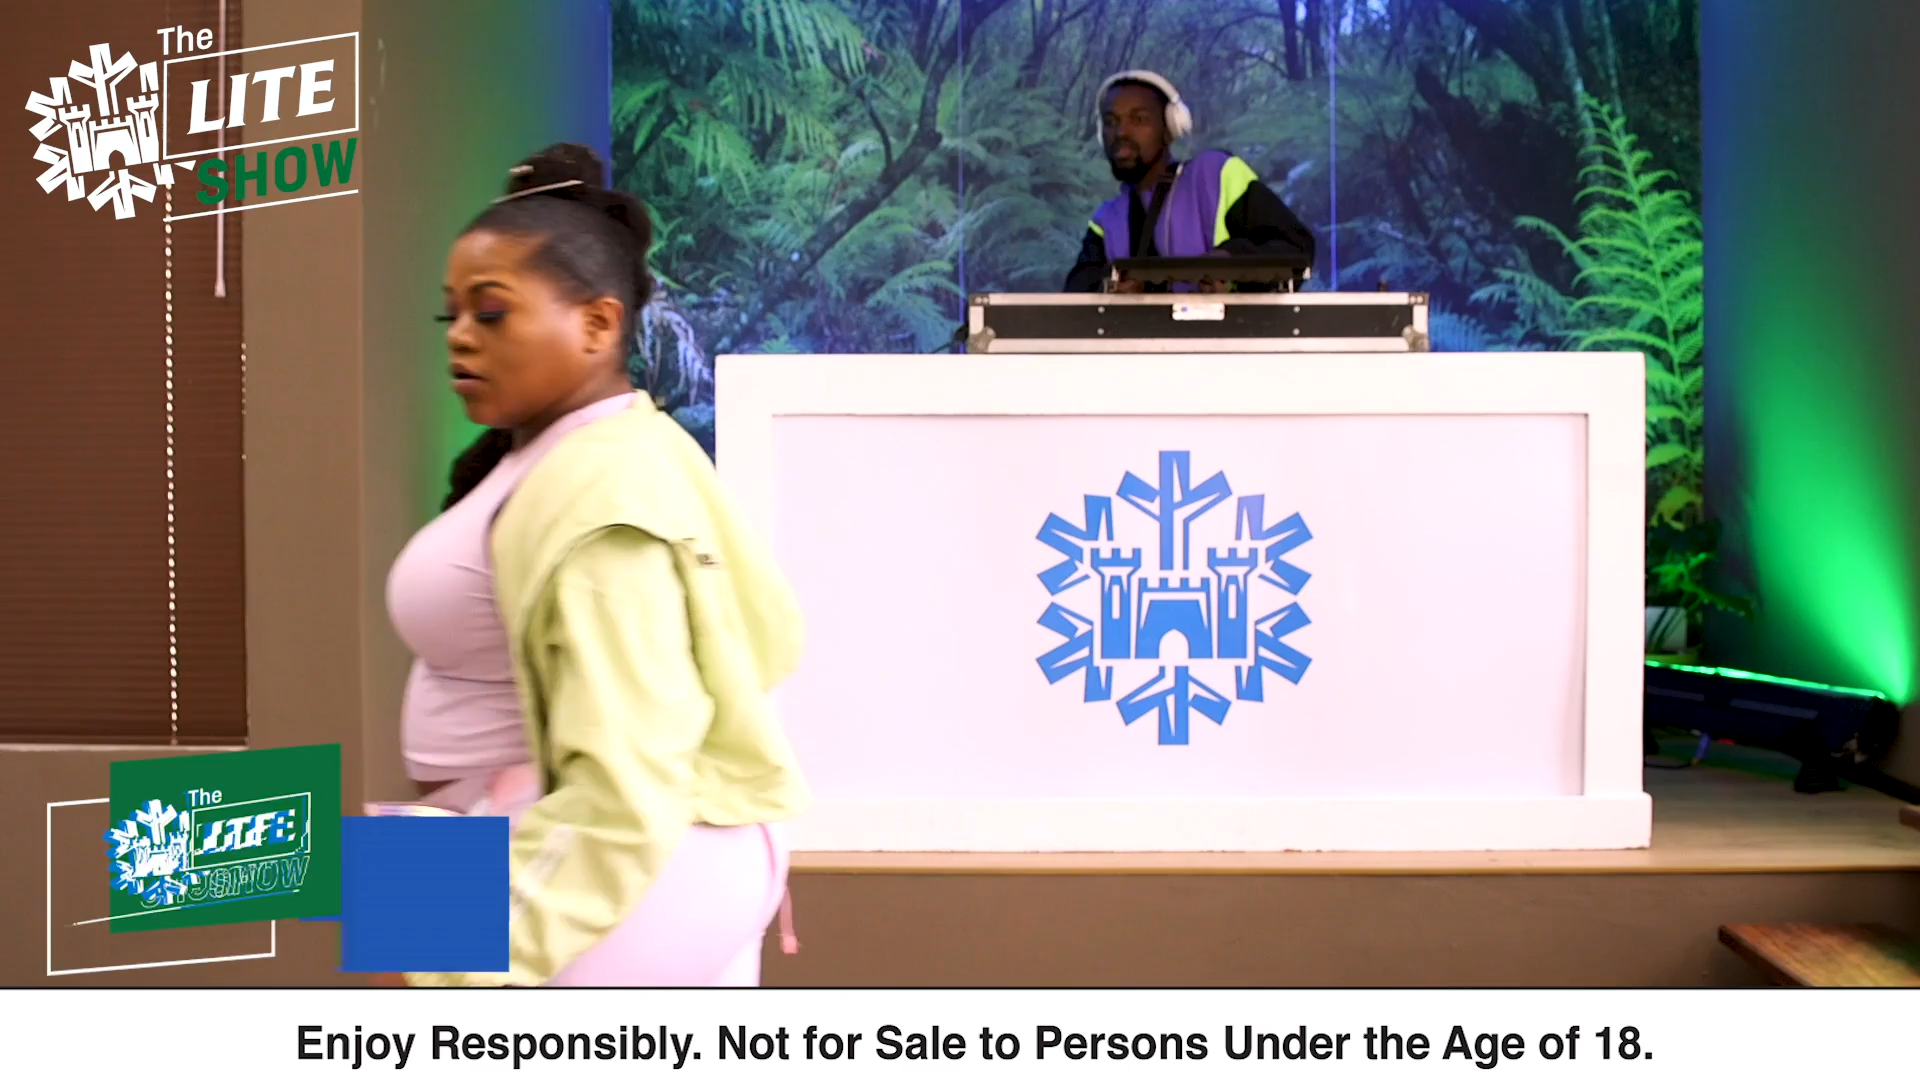 The
LITE
SHOW
The
Enjoy Responsibly. Not for Sale to Persons Under the Age of 18.